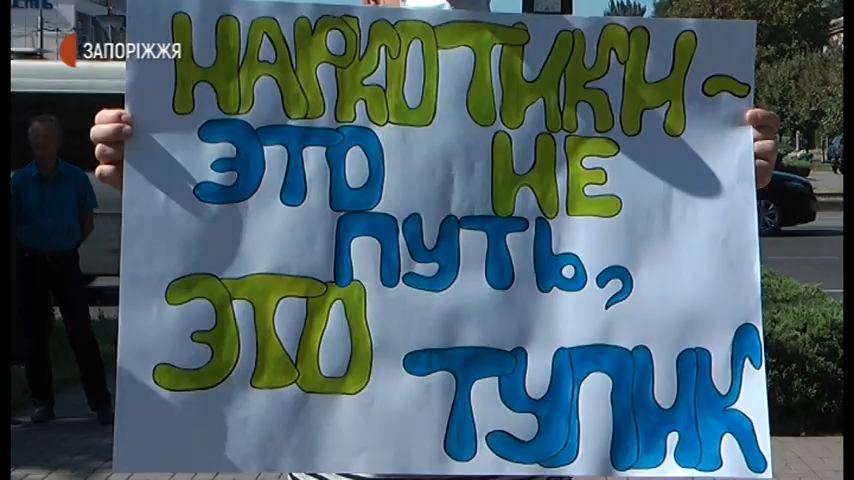 ЗАПОРІЖЖЯ
НАРКОТИКИ ~
ЭТО НЕ
ПУТЬ,
ЭТО
ТУПИК